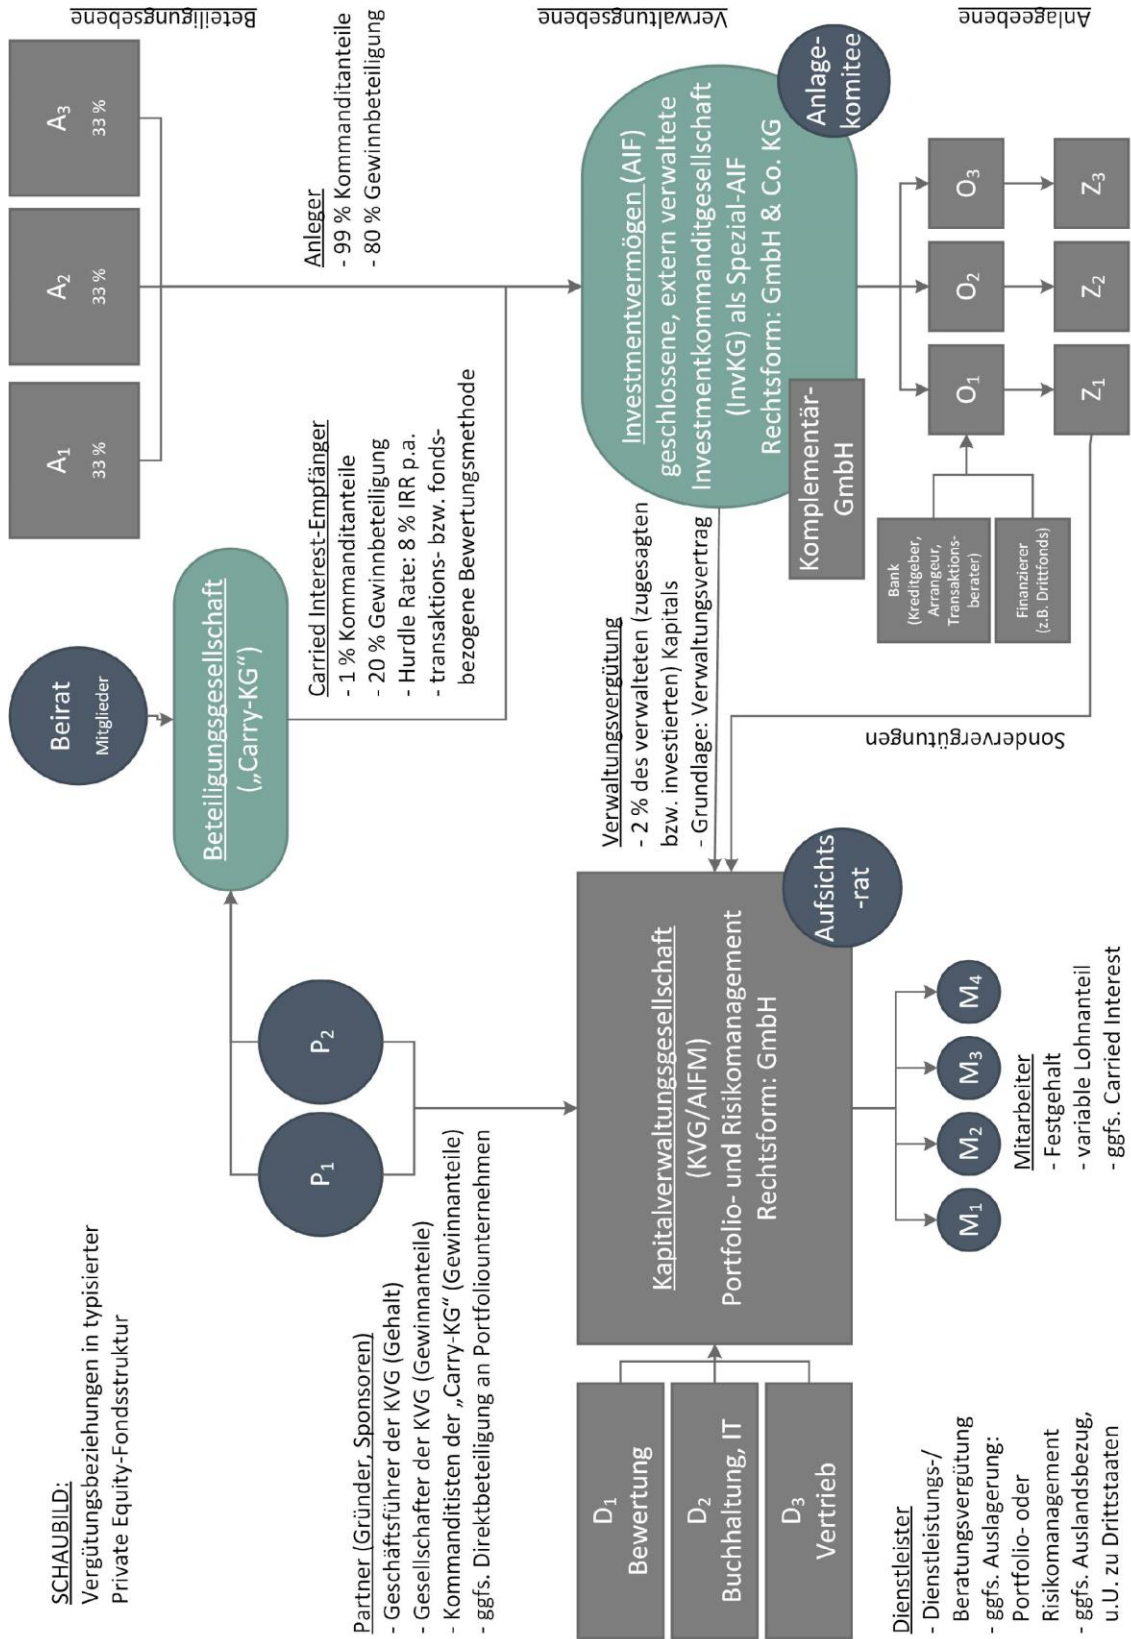 SCHAUBILD:
Vergütungsbeziehungen in typisierter
Private Equity-Fondsstruktur
Partner (Gründer, Sponsoren)
- Geschäftsführer der KVG (Gehalt)
- Gesellschafter der KVG (Gewinnanteile)
- Kommanditisten der „Carry-KG“ (Gewinnanteile)
- ggfs. Direktbeteiligung an Portfoliounternehmen
P1
P2
Beirat
Mitglieder
Beteiligungsgesellschaft
(„Carry-KG“)
A1
33 %
A2
33 %
A3
33 %
Beteiligungsebene
Carried Interest-Empfänger
- 1 % Kommanditanteile
- 20 % Gewinnbeteiligung
- Hurdle Rate: 8 % IRR p.a.
- transaktions- bzw. fonds-
bezogene Bewertungsmethode
Anleger
- 99 % Kommanditanteile
- 80 % Gewinnbeteiligung
D1
Bewertung
D2
Buchhaltung, IT
D3
Vertrieb
Kapitalverwaltungsgesellschaft
(KVG/AIFM)
Portfolio- und Risikomanagement
Rechtsform: GmbH
Aufsichts
-rat
Verwaltungsvergütung
- 2 % des verwalteten (zugesagten
bzw. investierten) Kapitals
- Grundlage: Verwaltungsvertrag
Investmentvermögen (AIF)
geschlossene, extern verwaltete
Investmentkommanditgesellschaft
(InvKG) als Spezial-AIF
Rechtsform: GmbH & Co. KG
Komplementär-
GmbH
Anlage-
komitee
Verwaltungsebene
Dienstleister
- Dienstleistungs-/
Beratungsvergütung
- ggfs. Auslagerung:
Portfolio- oder
Risikomanagement
- ggfs. Auslandsbezug,
u.U. zu Drittstaaten
M1
M2
M3
M4
Mitarbeiter
- Festgehalt
- variable Lohnanteil
- ggfs. Carried Interest
Sondervergütungen
Bank
(Kreditgeber,
Arrangeur,
Transaktions-
berater)
Finanzierer
(z.B. Drittfonds)
O1
O2
O3
Z1
Z2
Z3
Anlageebene